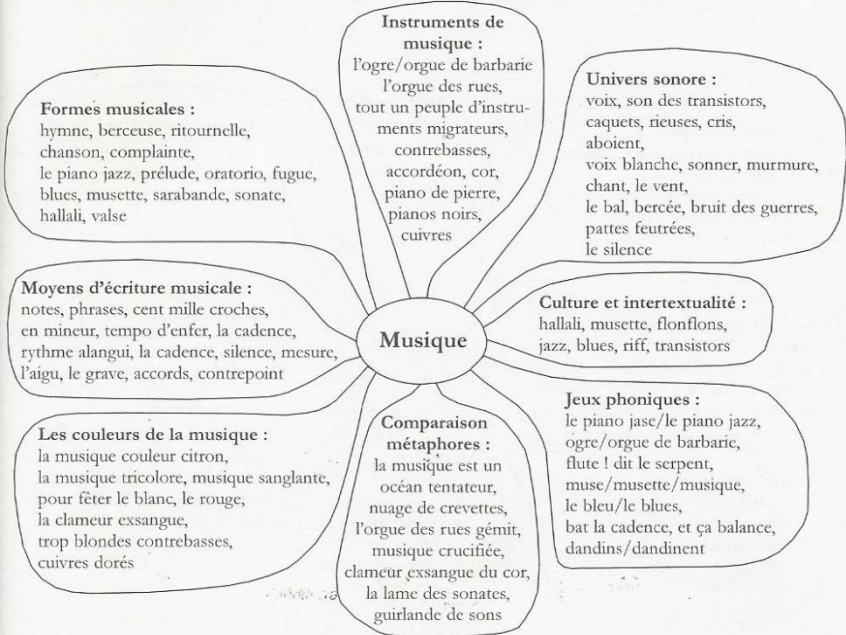 Instruments de
musique :
l'ogre/orgue de barbarie
l'orgue des rues,
tout un peuple d'instru-
ments migrateurs,
contrebasses,
accordéon, cor,
piano de pierre,
pianos noirs,
cuivres
Formes musicales :
hymne, berceuse, ritournelle,
chanson, complainte,
le piano jazz, prélude, oratorio, fugue,
blues, musette, sarabande, sonate,
hallali, valse
Univers sonore :
voix, son des transistors,
caquets, rieuses, cris,
aboient,
voix blanche, sonner, murmure,
chant, le vent,
le bal, bercée, bruit des guerres,
pattes feutrées,
le silence
Moyens d'écriture musicale :
notes, phrases, cent mille croches,
en mineur, tempo d'enfer, la cadence,
rythme alangui, la cadence, silence, mesure,
l'aigu, le grave, accords, contrepoint
Musique
Culture et intertextualité :
hallali, musette, flonflons,
jazz, blues, riff, transistors
Les couleurs de la musique :
la musique couleur citron,
la musique tricolore, musique sanglante,
pour fêter le blanc, le rouge,
la clameur exsangue,
trop blondes contrebasses,
cuivres dorés
Comparaison
métaphores :
la musique est un
océan tentateur,
nuage de crevettes,
l'orgue des rues gémit,
musique crucifiée,
clameur exsangue du cor,
la lame des sonates,
guirlande de sons
Jeux phoniques :
le piano jase/le piano jazz,
ogre/orgue de barbarie,
flute ! dit le serpent,
muse/musette/musique,
le bleu/le blues,
bat la cadence, et ça balance,
dandins/dandinent